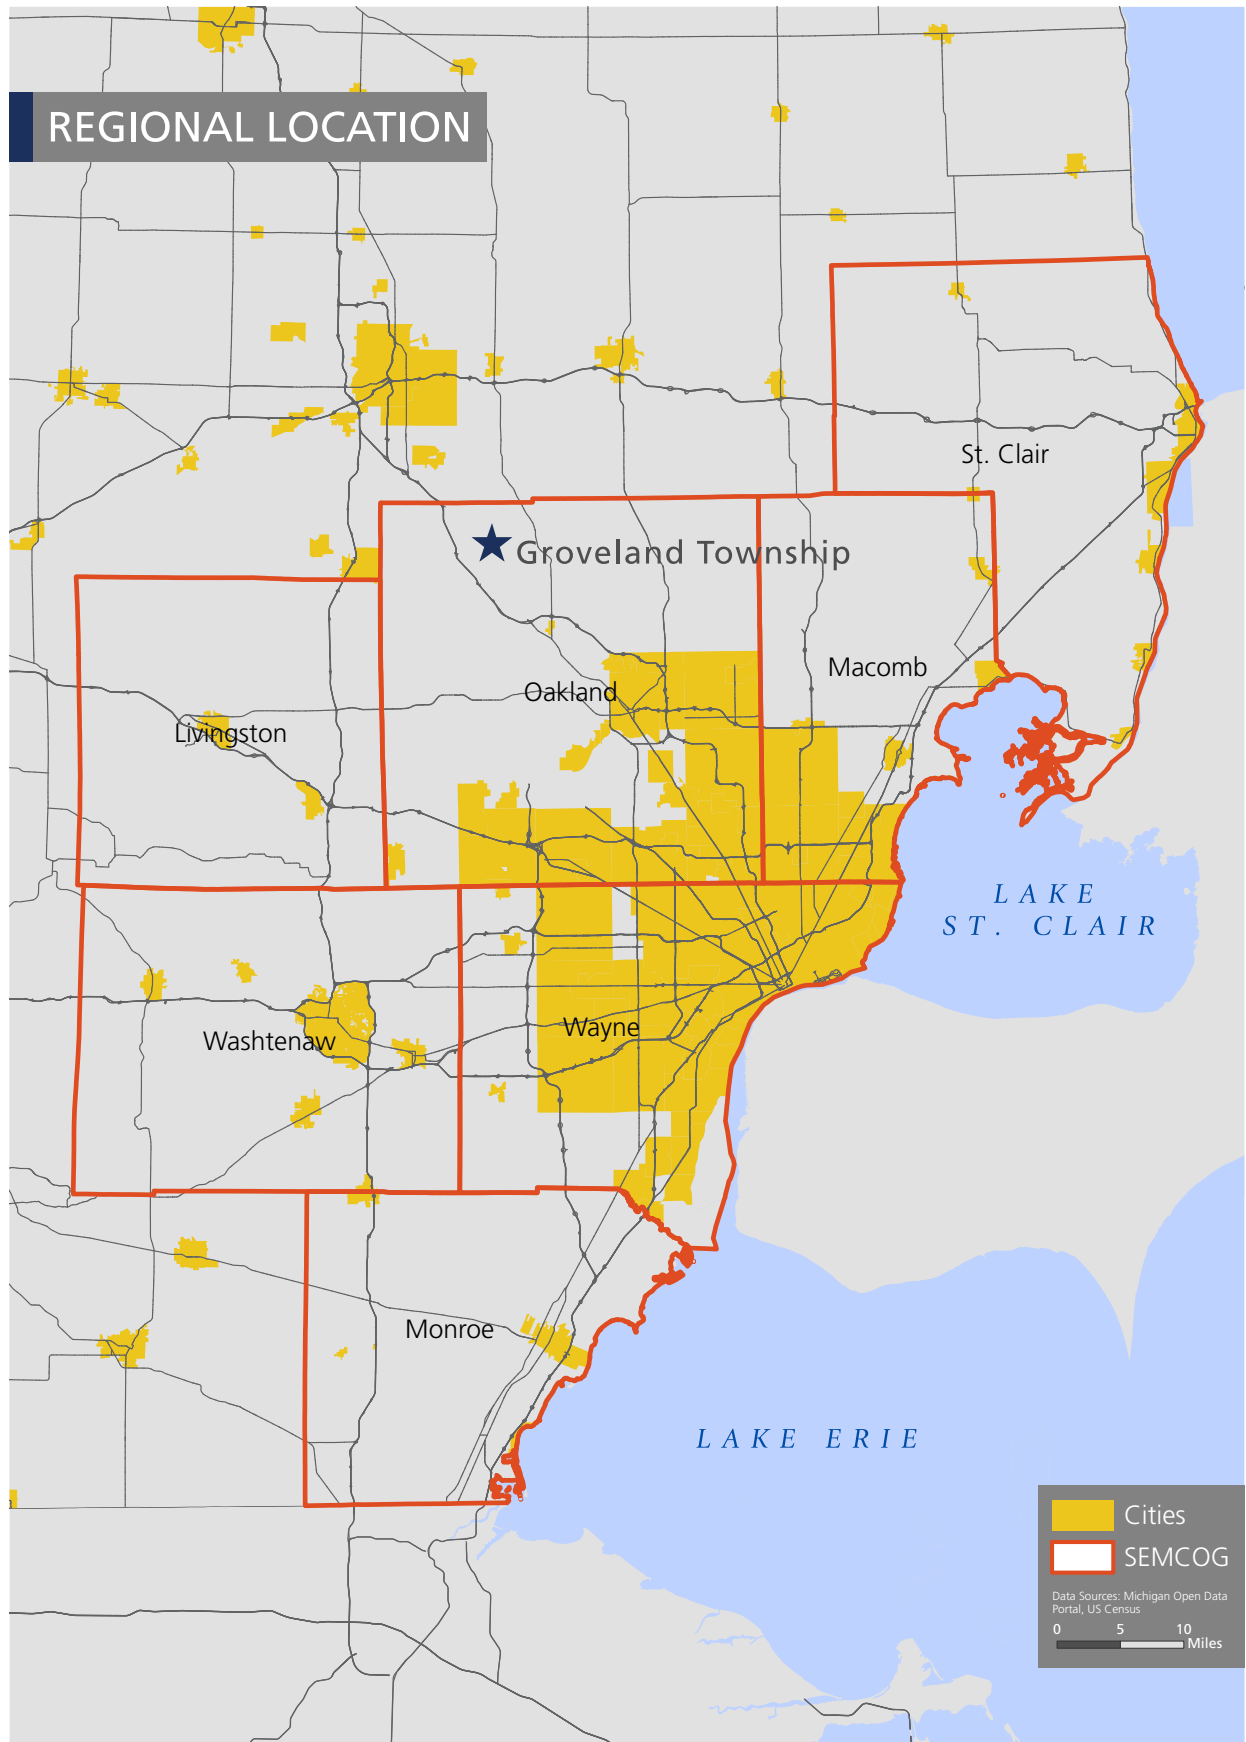 REGIONAL LOCATION
St. Clair
Groveland Township
Macomb
Oakland
Livingston
LAKE
ST. CLAIR
Wayne
Washtenaw
Monroe
LAKE ERIE
Cities
SEMCOG
Data Sources: Michigan Open Data
Portal, US Census
0 5 10
Miles